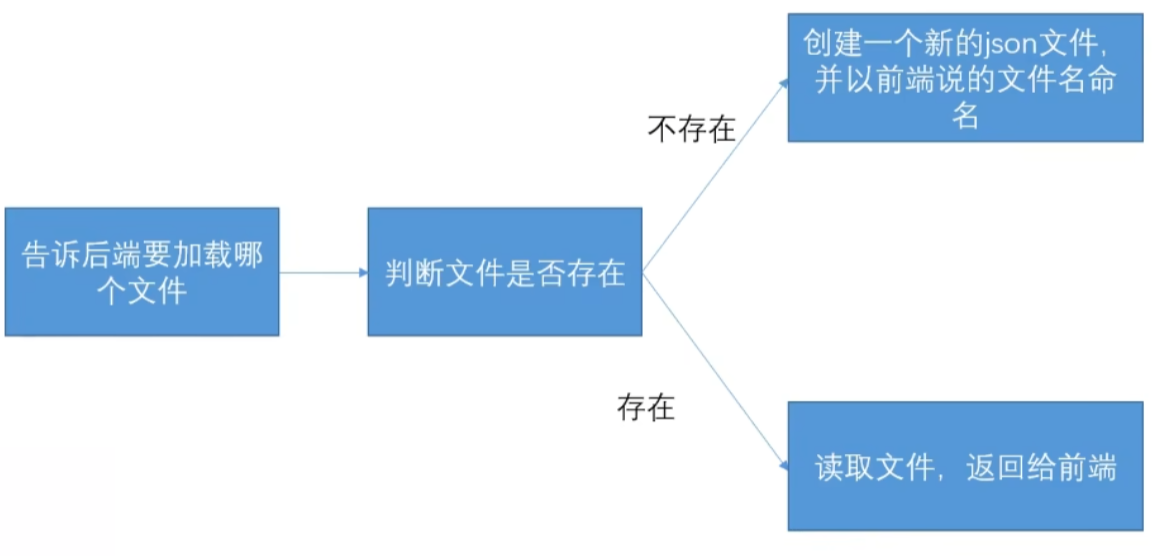 创建一个新的json文件，
并以前端说的文件名命
名
不存在
告诉后端要加载哪
个文件
判断文件是否存在
存在
读取文件，返回给前端